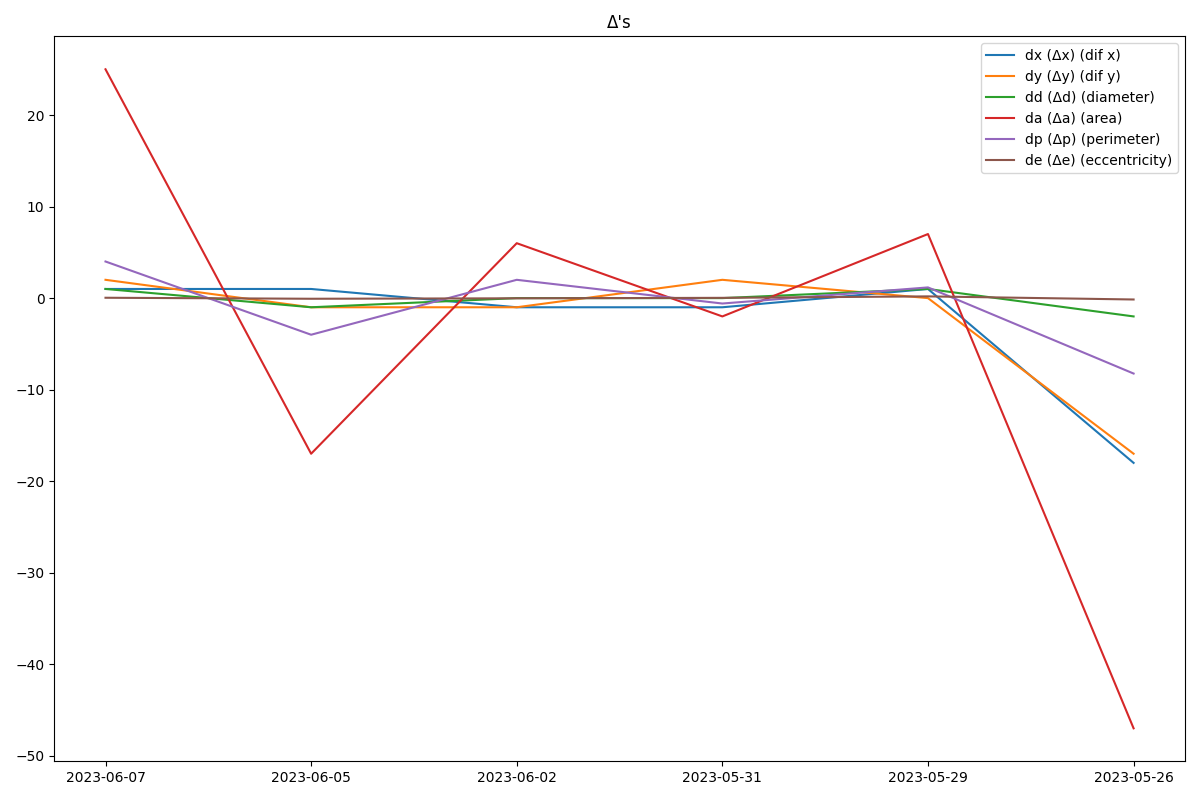 Δ's
dx (Δx) (dif x)
dy (Δy) (dif y)
dd (Δd) (diameter)
da (Δa) (area)
dp (Δp) (perimeter)
de (Δe) (eccentricity)
20
10
0
−10
−20
−30
−40
−50
2023-06-07 2023-06-05 2023-06-02 2023-05-31 2023-05-29 2023-05-26